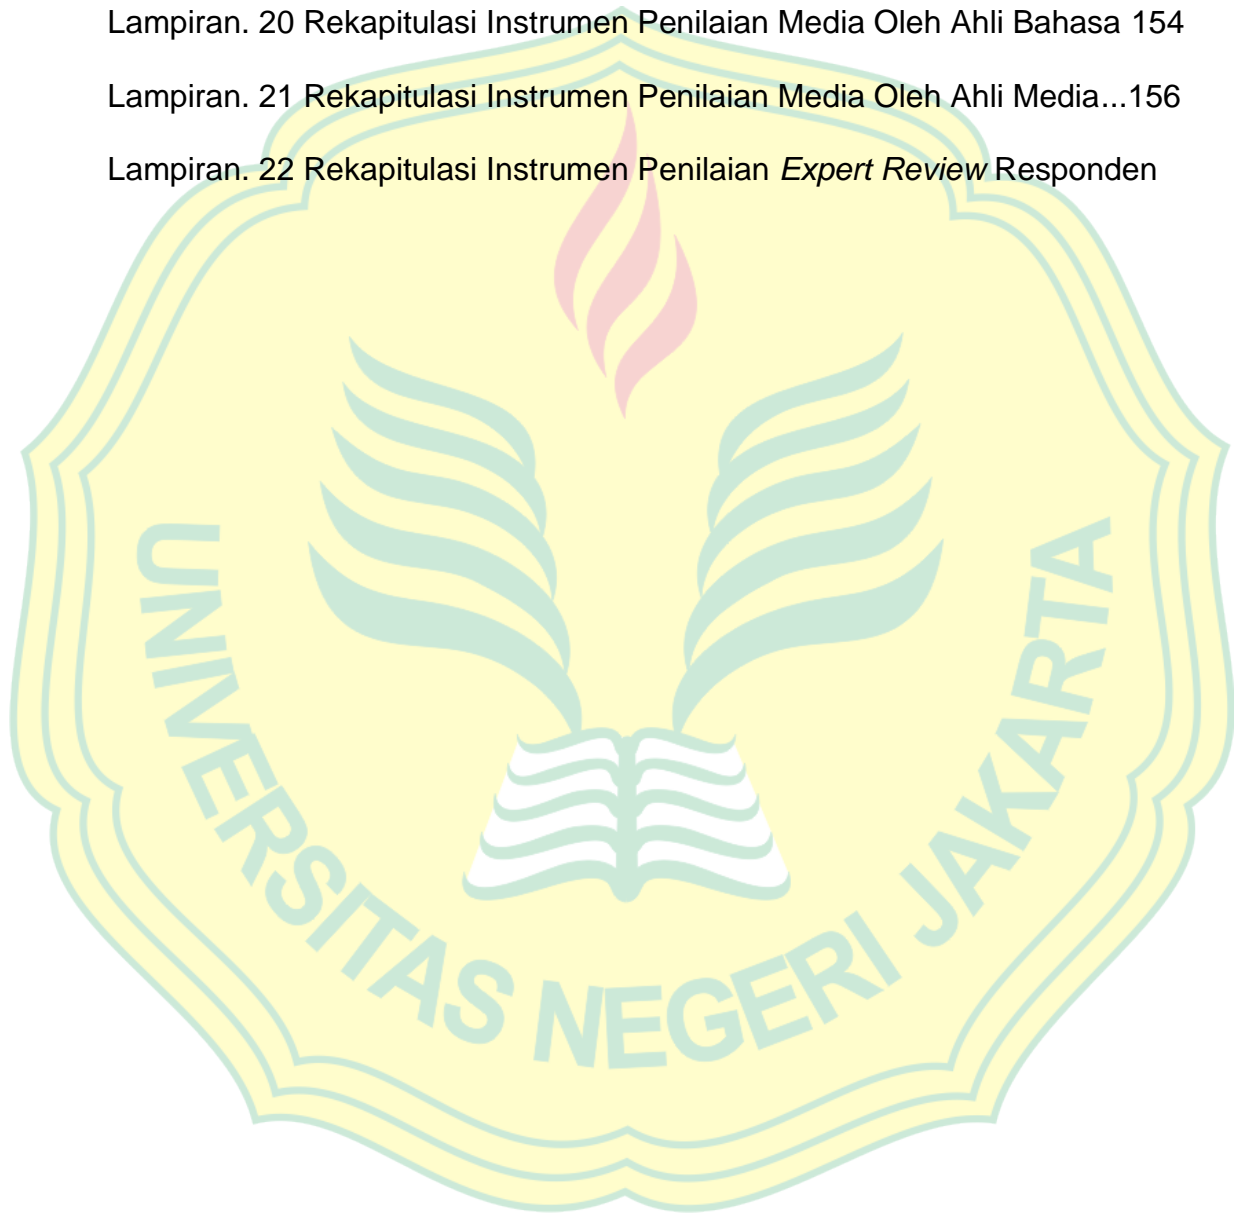 Lampiran. 20 Rekapitulasi Instrumen Penilaian Media Oleh Ahli Bahasa 154
Lampiran. 21 Rekapitulasi Instrumen Penilaian Media Oleh Ahli Media...156
Lampiran. 22 Rekapitulasi Instrumen Penilaian Expert Review Responden
UNIVERSITAS NEGERI JAKARTA